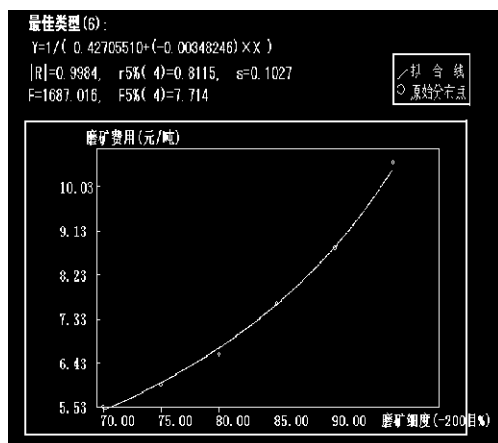 最佳类型(6):
Y=1/( 0.42705510+(-0.00348246)×X )
|R|=0.9984, r5%( 4)=0.8115, s=0.1027
F=1687.016, F5%( 4)=7.714
拟 合 线
原始分布点
磨矿费用(元/吨)
10.03
9.13
8.23
7.33
6.43
5.53
70.00 75.00 80.00 85.00 90.00 磨矿细度(-200目%)